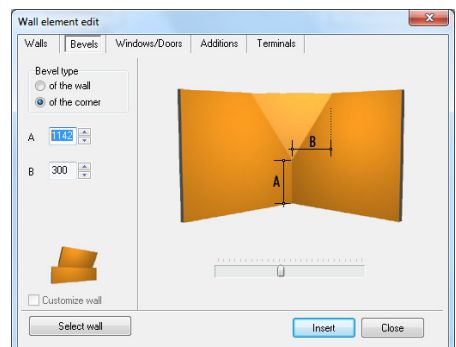 Wall element edit
Walls Bevels Windows/Doors Additions Terminals
Bevel type
of the wall
of the corner
A 1142
B 300
B
A
Customize wall
Select wall Insert Close